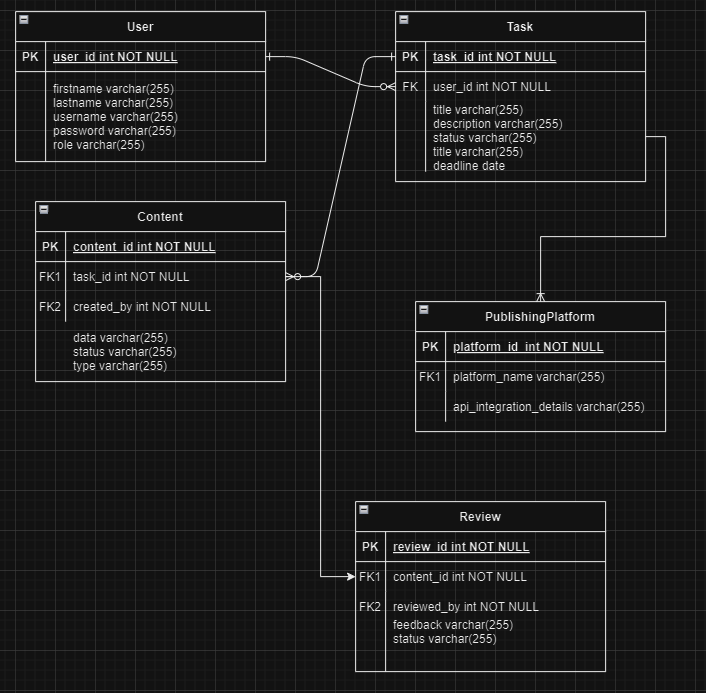 User
PK user_id int NOT NULL
firstname varchar(255)
lastname varchar(255)
username varchar(255)
password varchar(255)
role varchar(255)
Task
PK task_id int NOT NULL
FK user_id int NOT NULL
title varchar(255)
description varchar(255)
status varchar(255)
title varchar(255)
deadline date
Content
PK content_id int NOT NULL
FK1 task_id int NOT NULL
FK2 created_by int NOT NULL
data varchar(255)
status varchar(255)
type varchar(255)
PublishingPlatform
PK platform_id int NOT NULL
FK1 platform_name varchar(255)
api_integration_details varchar(255)
Review
PK review_id int NOT NULL
FK1 content_id int NOT NULL
FK2 reviewed_by int NOT NULL
feedback varchar(255)
status varchar(255)